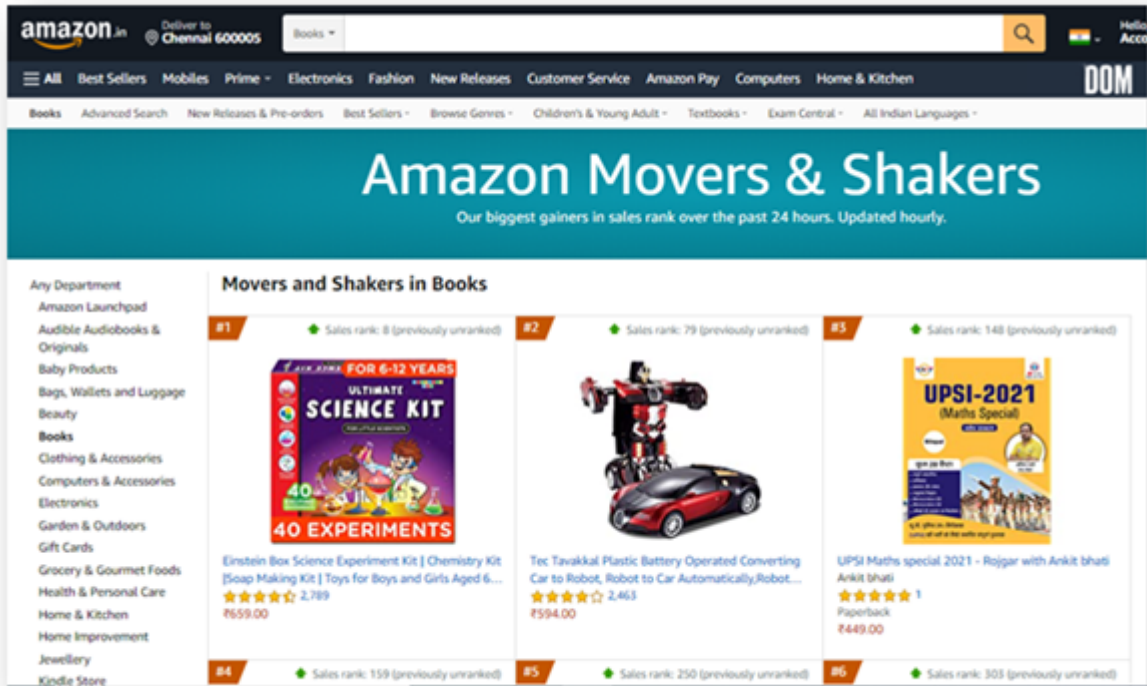 amazon.in
Deliver to
Chennai 600005
Books
Hello
Acco
All Best Sellers Mobiles Prime Electronics Fashion New Releases Customer Service Amazon Pay Computers Home & Kitchen DOM
Books Advanced Search New Releases & Pre-orders Best Sellers Browse Genres Children's & Young Adult Textbooks Exam Central All Indian Languages
Amazon Movers & Shakers
Our biggest gainers in sales rank over the past 24 hours. Updated hourly.
Any Department
Amazon Launchpad
Audible Audiobooks &
Originals
Baby Products
Bags, Wallets and Luggage
Beauty
Books
Clothing & Accessories
Computers & Accessories
Electronics
Garden & Outdoors
Gift Cards
Grocery & Gourmet Foods
Health & Personal Care
Home & Kitchen
Home Improvement
Jewellery
Kindle Store
Movers and Shakers in Books
#1 Sales rank: 8 (previously unranked)
FOR 6-12 YEARS
ULTIMATE
SCIENCE KIT
FOR LITTLE SCIENTISTS
40
40 EXPERIMENTS
Einstein Box Science Experiment Kit | Chemistry Kit
|Soap Making Kit | Toys for Boys and Girls Aged 6...
2,789
₹659.00
#2 Sales rank: 79 (previously unranked)
Tec Tavakkal Plastic Battery Operated Converting
Car to Robot, Robot to Car Automatically,Robot...
2,463
₹594.00
#3 Sales rank: 148 (previously unranked)
UPSI-2021
(Maths Special)
UPSI Maths special 2021 - Rojgar with Ankit bhati
Ankit bhati
1
Paperback
₹449.00
#4 Sales rank: 159 (previously unranked)
#5 Sales rank: 250 (previously unranked)
#6 Sales rank: 303 (previously unranked)